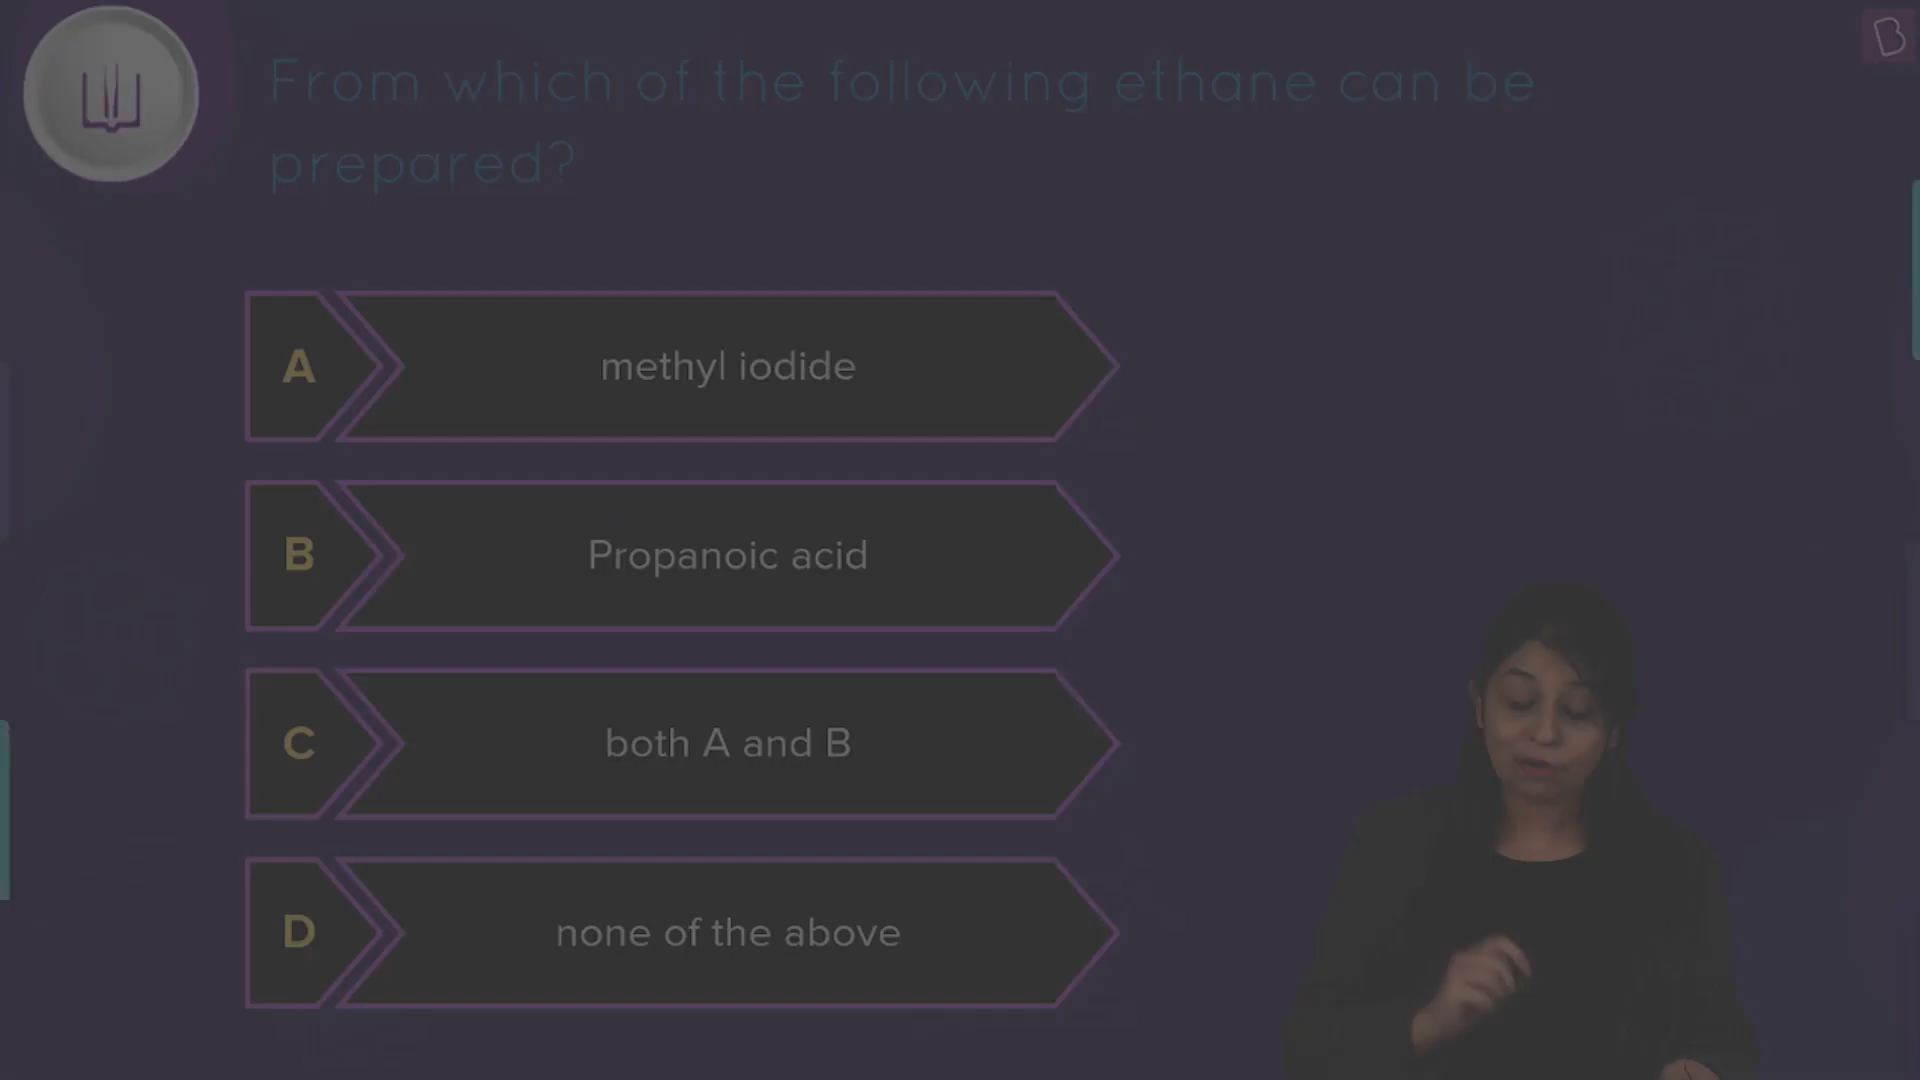 From which of the following ethane can be
prepared?
A methyl iodide
B Propanoic acid
C both A and B
D none of the above
B